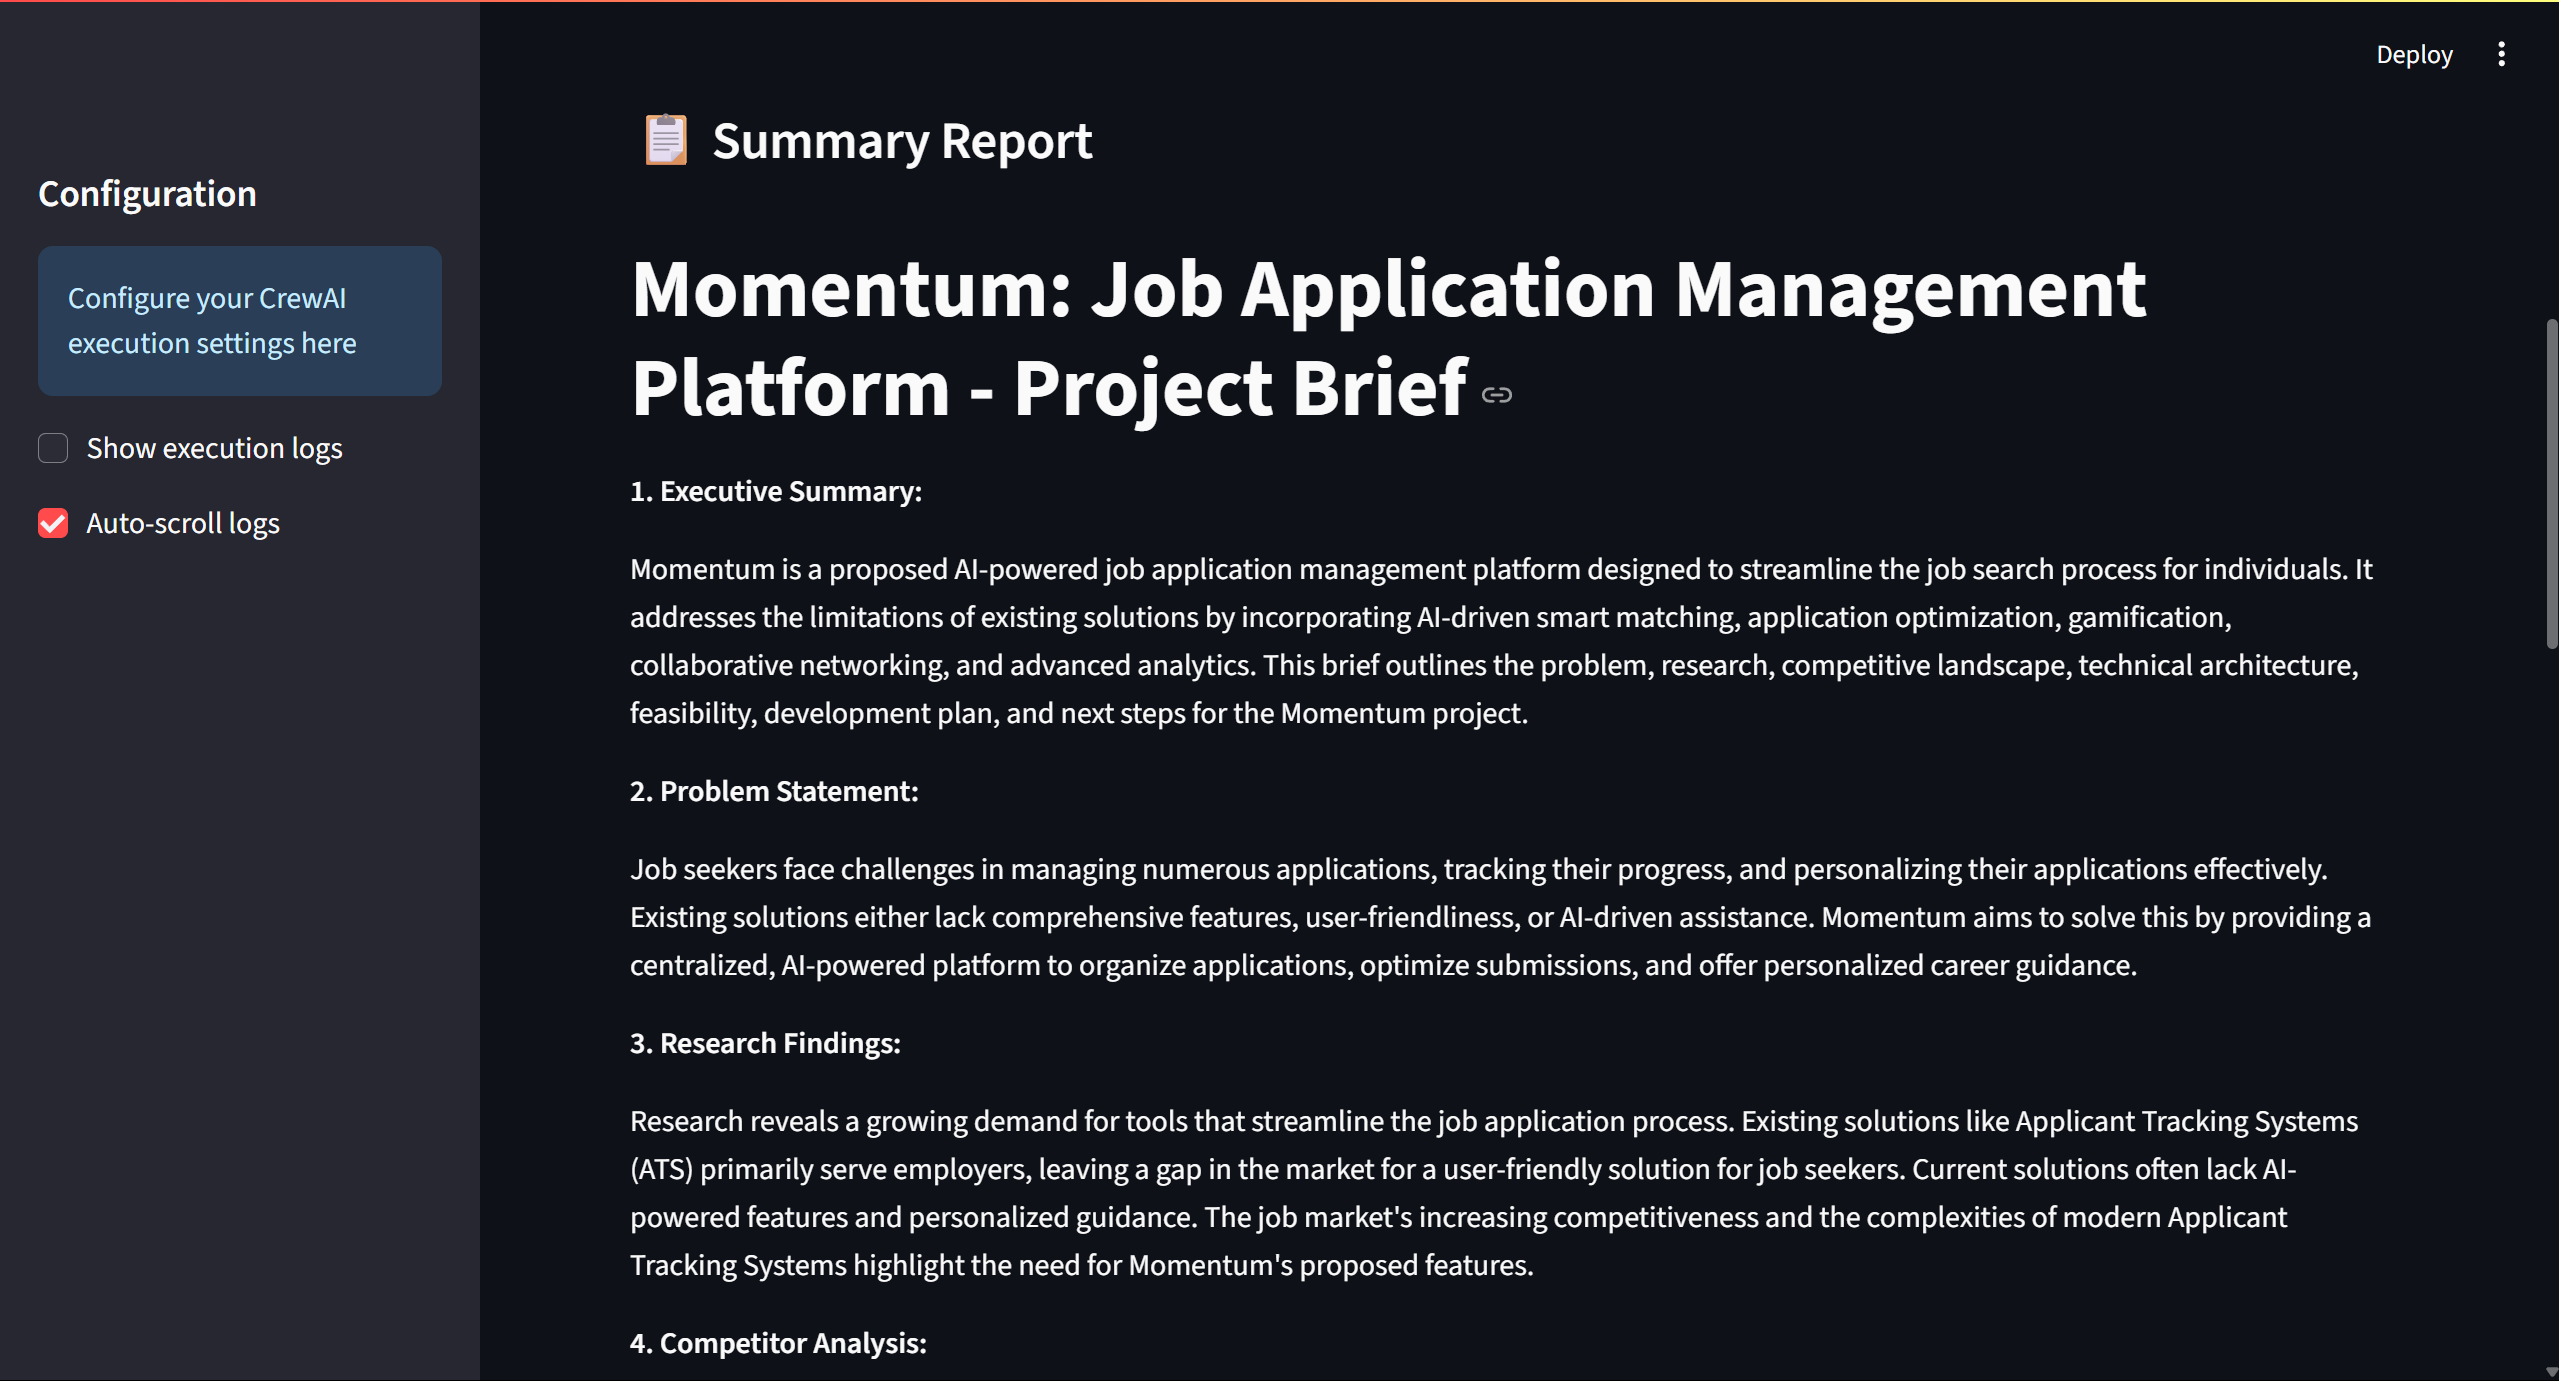 Deploy
Configuration
Configure your CrewAI
execution settings here
Show execution logs
Auto-scroll logs
Summary Report
Momentum: Job Application Management
Platform - Project Brief
1. Executive Summary:
Momentum is a proposed AI-powered job application management platform designed to streamline the job search process for individuals. It
addresses the limitations of existing solutions by incorporating AI-driven smart matching, application optimization, gamification,
collaborative networking, and advanced analytics. This brief outlines the problem, research, competitive landscape, technical architecture,
feasibility, development plan, and next steps for the Momentum project.
2. Problem Statement:
Job seekers face challenges in managing numerous applications, tracking their progress, and personalizing their applications effectively.
Existing solutions either lack comprehensive features, user-friendliness, or AI-driven assistance. Momentum aims to solve this by providing a
centralized, AI-powered platform to organize applications, optimize submissions, and offer personalized career guidance.
3. Research Findings:
Research reveals a growing demand for tools that streamline the job application process. Existing solutions like Applicant Tracking Systems
(ATS) primarily serve employers, leaving a gap in the market for a user-friendly solution for job seekers. Current solutions often lack AI-
powered features and personalized guidance. The job market's increasing competitiveness and the complexities of modern Applicant
Tracking Systems highlight the need for Momentum's proposed features.
4. Competitor Analysis: